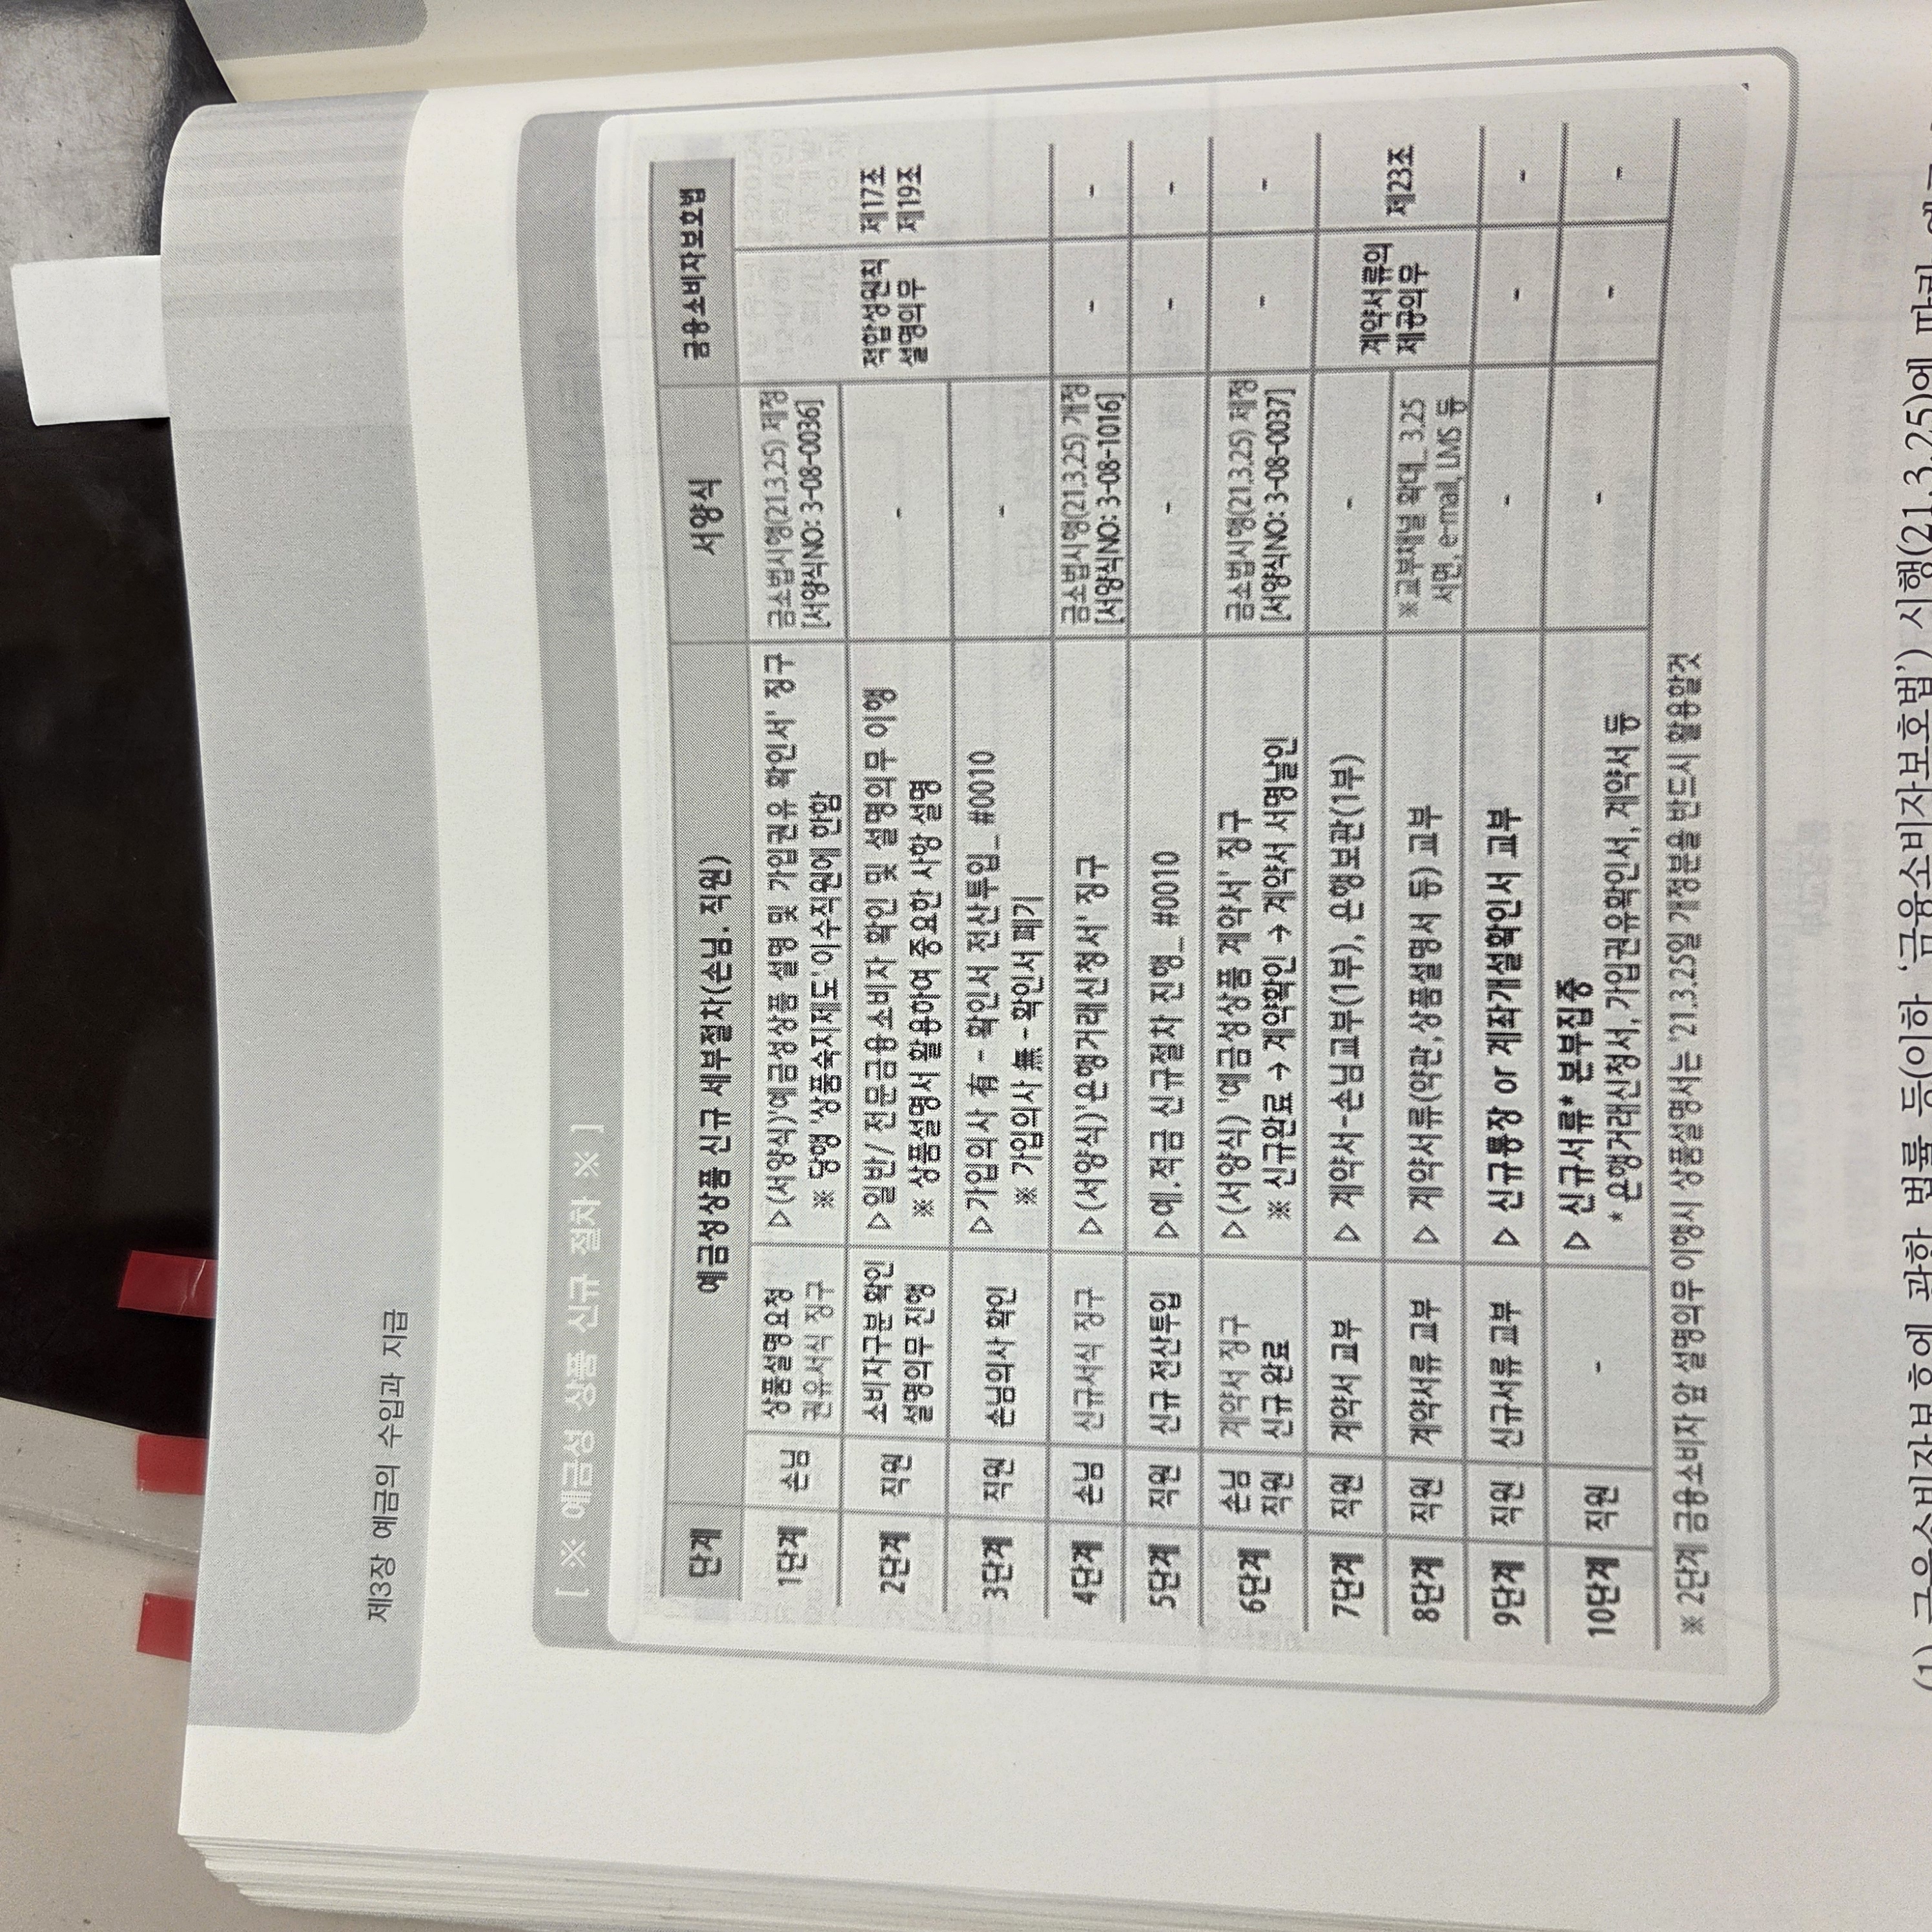 제3장 예금의 수입과 지급
[ ※ 예금성 상품 신규 절차 ※ ]
단계 예금성상품 신규 세부절차(손님. 직원) 서양식 금융소비자보호법
1단계 손님 상품설명요청 ▷(서양식)'예금성상품 설명 및 가입권유 확인서' 징구 금소법시행(21.3.25) 제정
권유서식 징구 ※ 당행 '상품숙지제도' 이수직원에 한함 [서양식NO: 3-08-0036]
2단계 직원 소비자구분 확인 ▷일반/ 전문금융소비자 확인 및 설명의무 이행 - 적합성원칙 제17조
설명의무 진행 ※ 상품설명서 활용하여 중요한 사항 설명 설명의무 제19조
3단계 직원 손님의사 확인 ▷가입의사 有 - 확인서 전산투입_ #0010 -
※ 가입의사 無 - 확인서 폐기
4단계 손님 신규서식 징구 ▷(서양식)'은행거래신청서' 징구 금소법시행(21.3.25) 개정 - -
[서양식NO: 3-08-1016]
5단계 직원 신규 전산투입 ▷예.적금 신규절차 진행_ #0010 - - -
6단계 손님 계약서 징구 ▷(서양식) '예금성상품 계약서' 징구 금소법시행(21.3.25) 제정 - -
직원 신규 완료 ※ 신규완료 → 계약확인 → 계약서 서명날인 [서양식NO: 3-08-0037]
7단계 직원 계약서 교부 ▷ 계약서-손님교부(1부), 은행보관(1부) - 계약서류의 제23조
제공의무
8단계 직원 계약서류 교부 ▷ 계약서류(약관,상품설명서 등) 교부 ※교부채널 확대_ 3.25
서면, e-mail, LMS 등
9단계 직원 신규서류 교부 ▷ 신규통장 or 계좌개설확인서 교부 - - -
10단계 직원 - ▷ 신규서류* 본부집중 - - -
* 은행거래신청서, 가입권유확인서, 계약서 등
※ 2단계 금융소비자 앞 설명의무 이행시 상품설명서는 '21.3.25일 개정분을 반드시 활용할것
(1) 금융소비자보호에 관한 법률 등(이하 '금융소비자보호법') 시행(21.3.25)에 따라